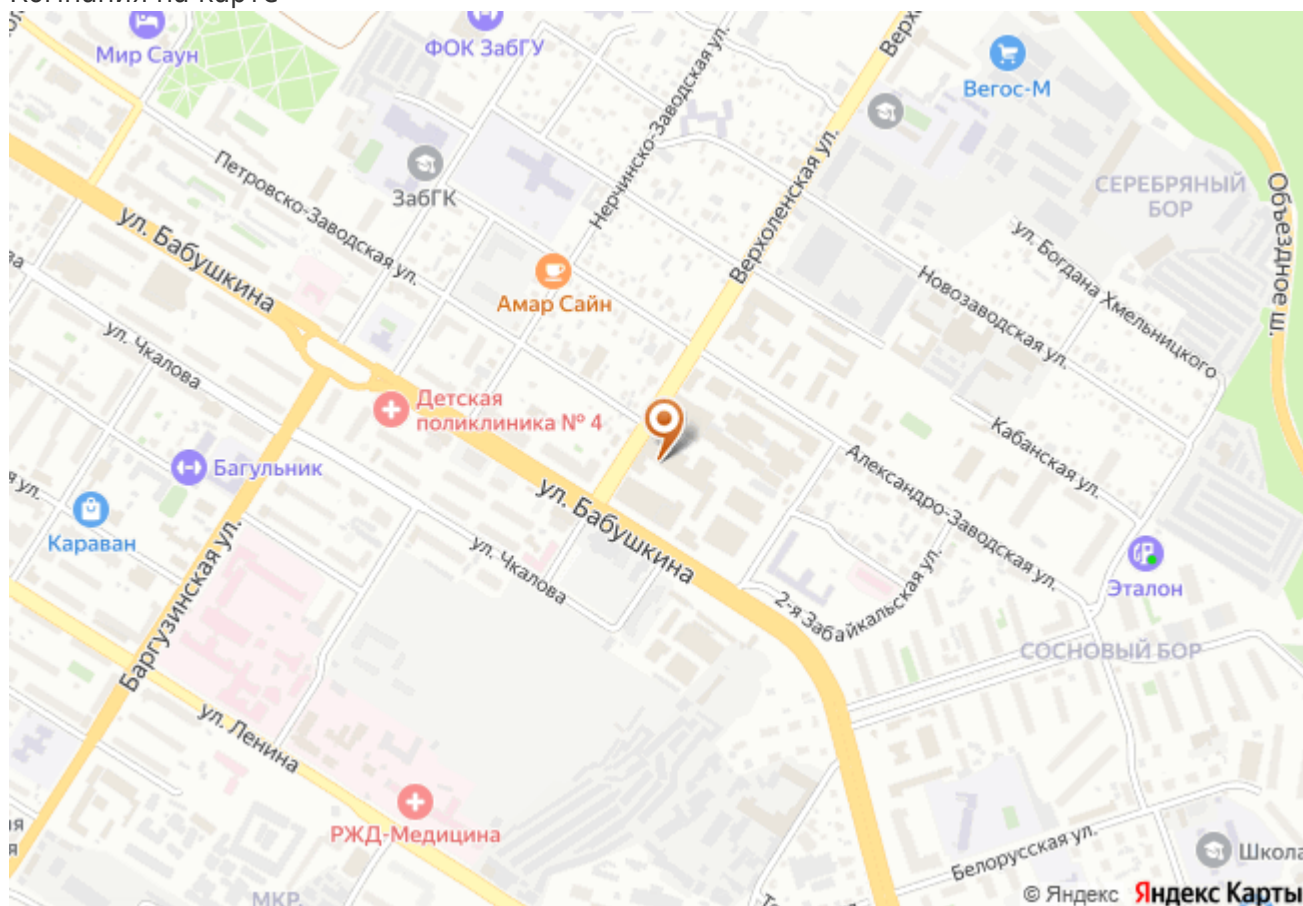 Компания на карте
Мир Саун
ФОК ЗабГУ
Вегос-М
Нерчинско-Заводская ул.
Верхоленская ул.
Петровско-Заводская ул.
ЗабГК
СЕРЕБРЯНЫЙ
БОР
Объездное ш.
ул. Бабушкина
Амар Сайн
ул. Богдана Хмельницкого
Новозаводская ул.
ул. Чкалова
Детская
поликлиника № 4
Кабанская ул.
Багульник
Александро-Заводская ул.
Караван
ул. Бабушкина
ул. Чкалова
Эталон
2-я Забайкальская ул.
Баргузинская ул.
СОСНОВЫЙ БОР
ул. Ленина
РЖД-Медицина
Белорусская ул.
Школа
МКР.
© Яндекс Яндекс Карты